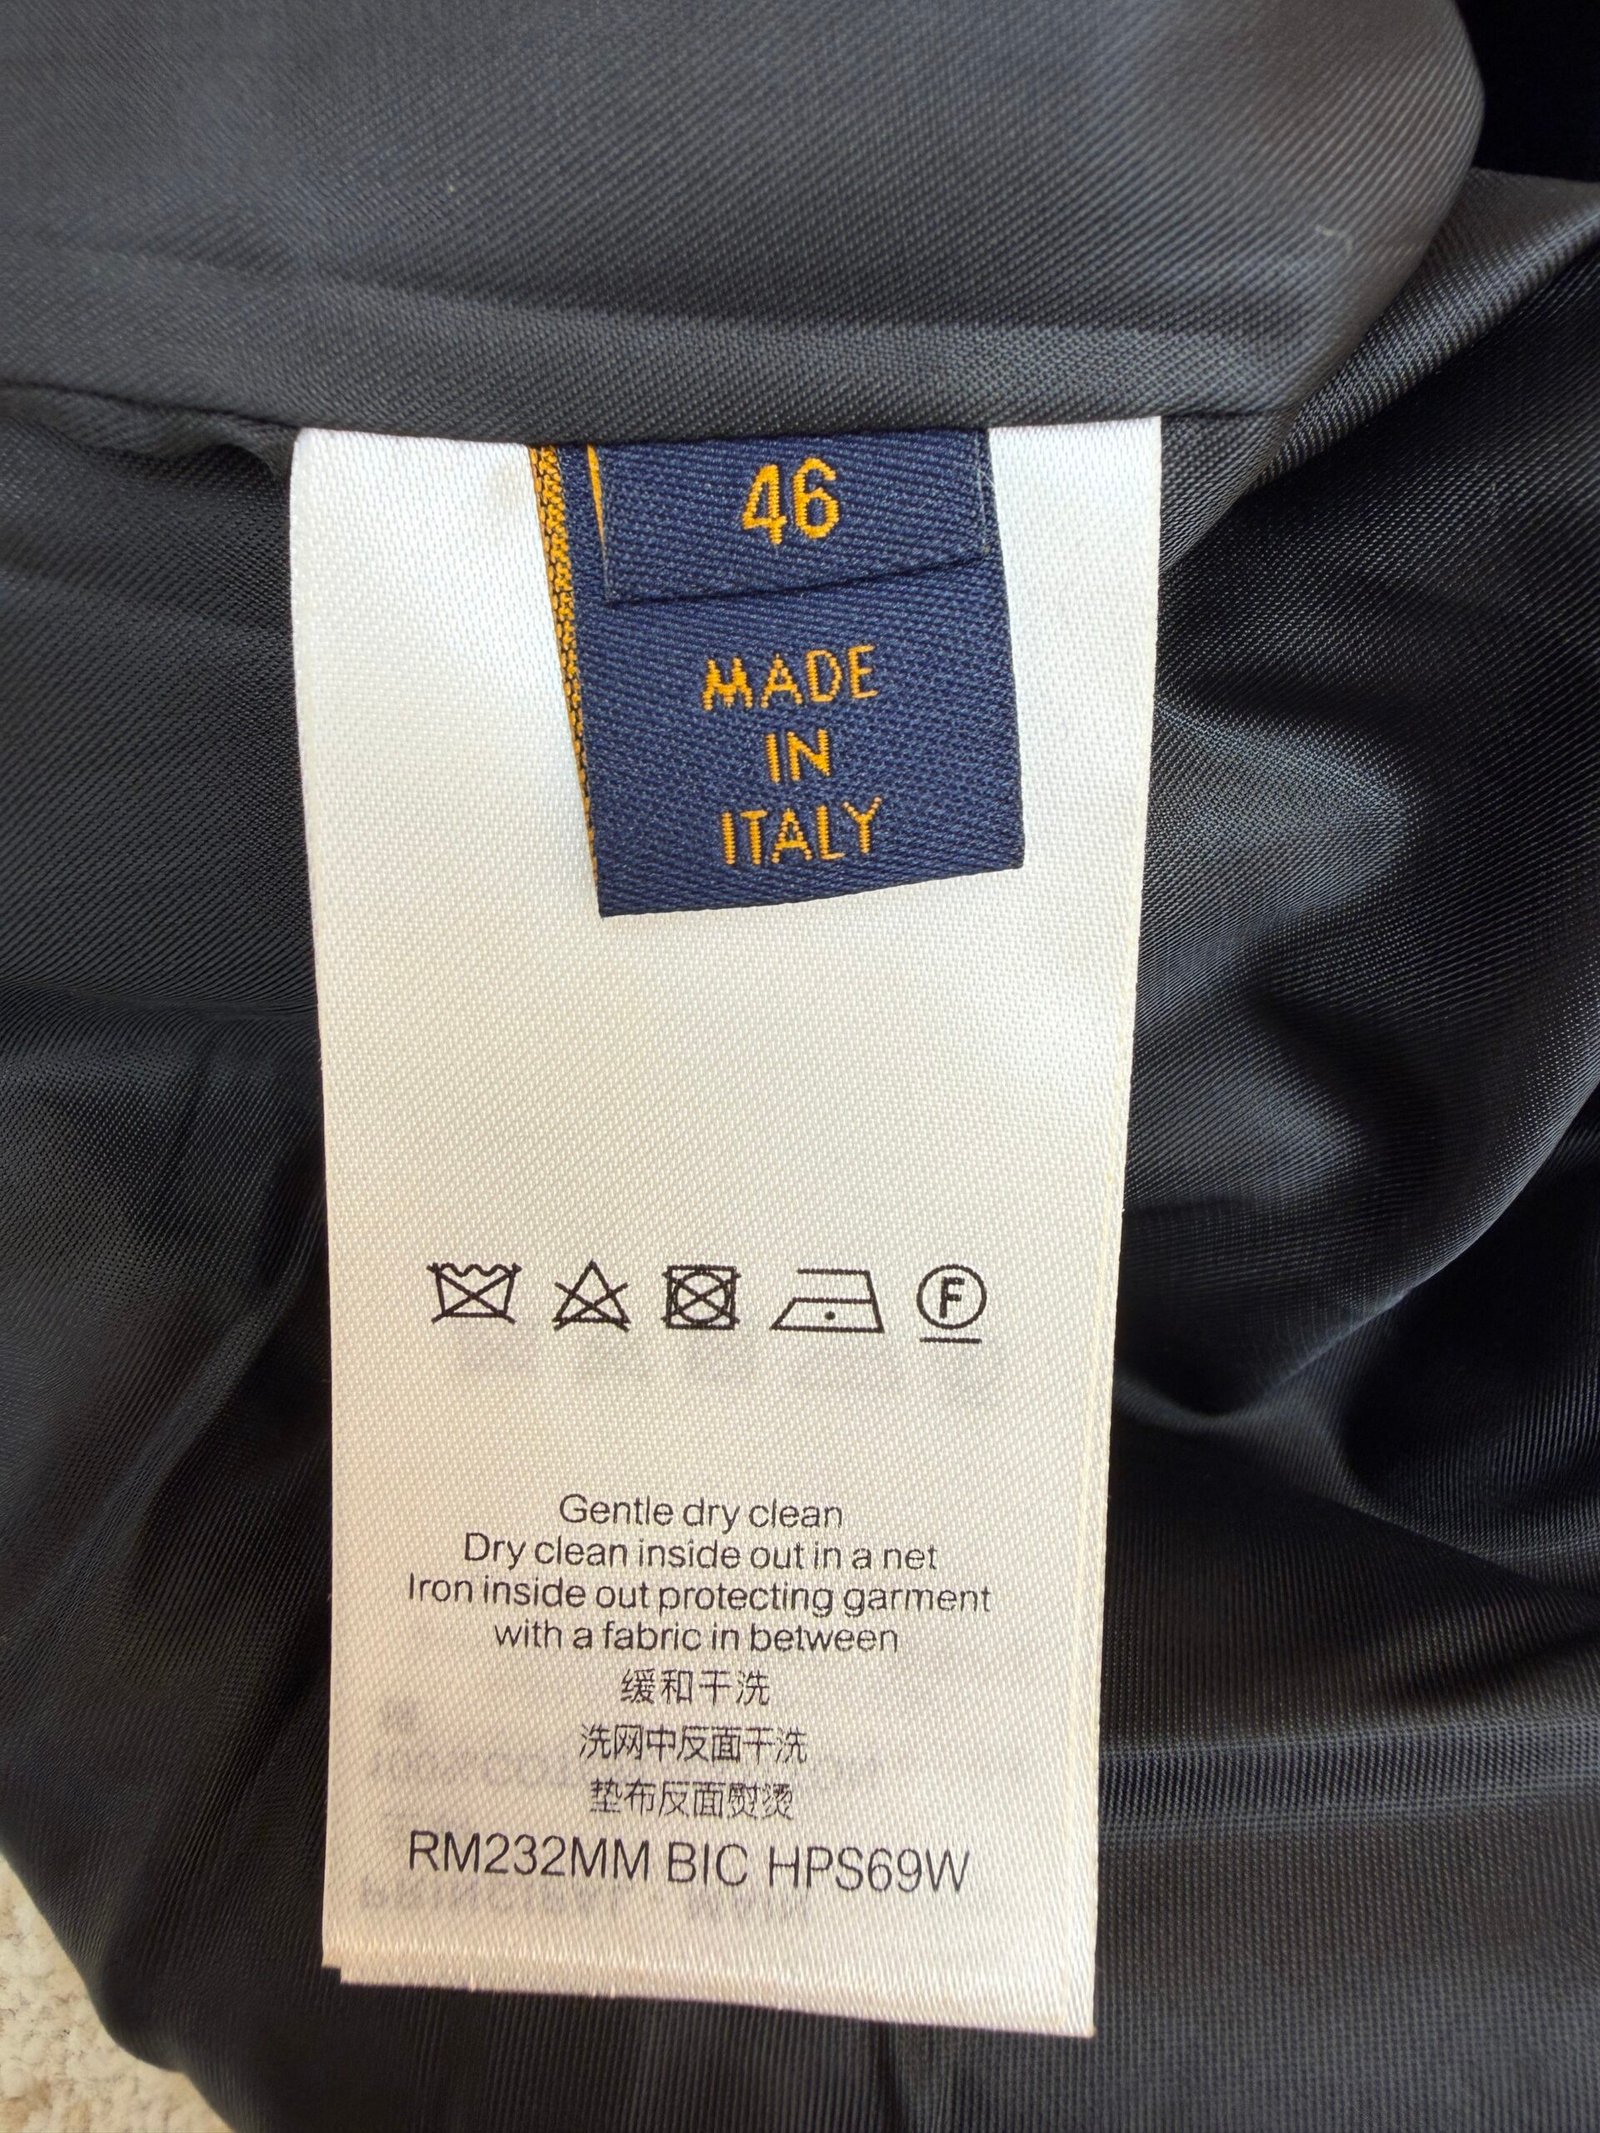 46
MADE
IN
ITALY
F
Gentle dry clean
Dry clean inside out in a net
Iron inside out protecting garment
with a fabric in between
缓和干洗
洗网中反面干洗
垫布反面熨烫
RM232MM BIC HPS69W